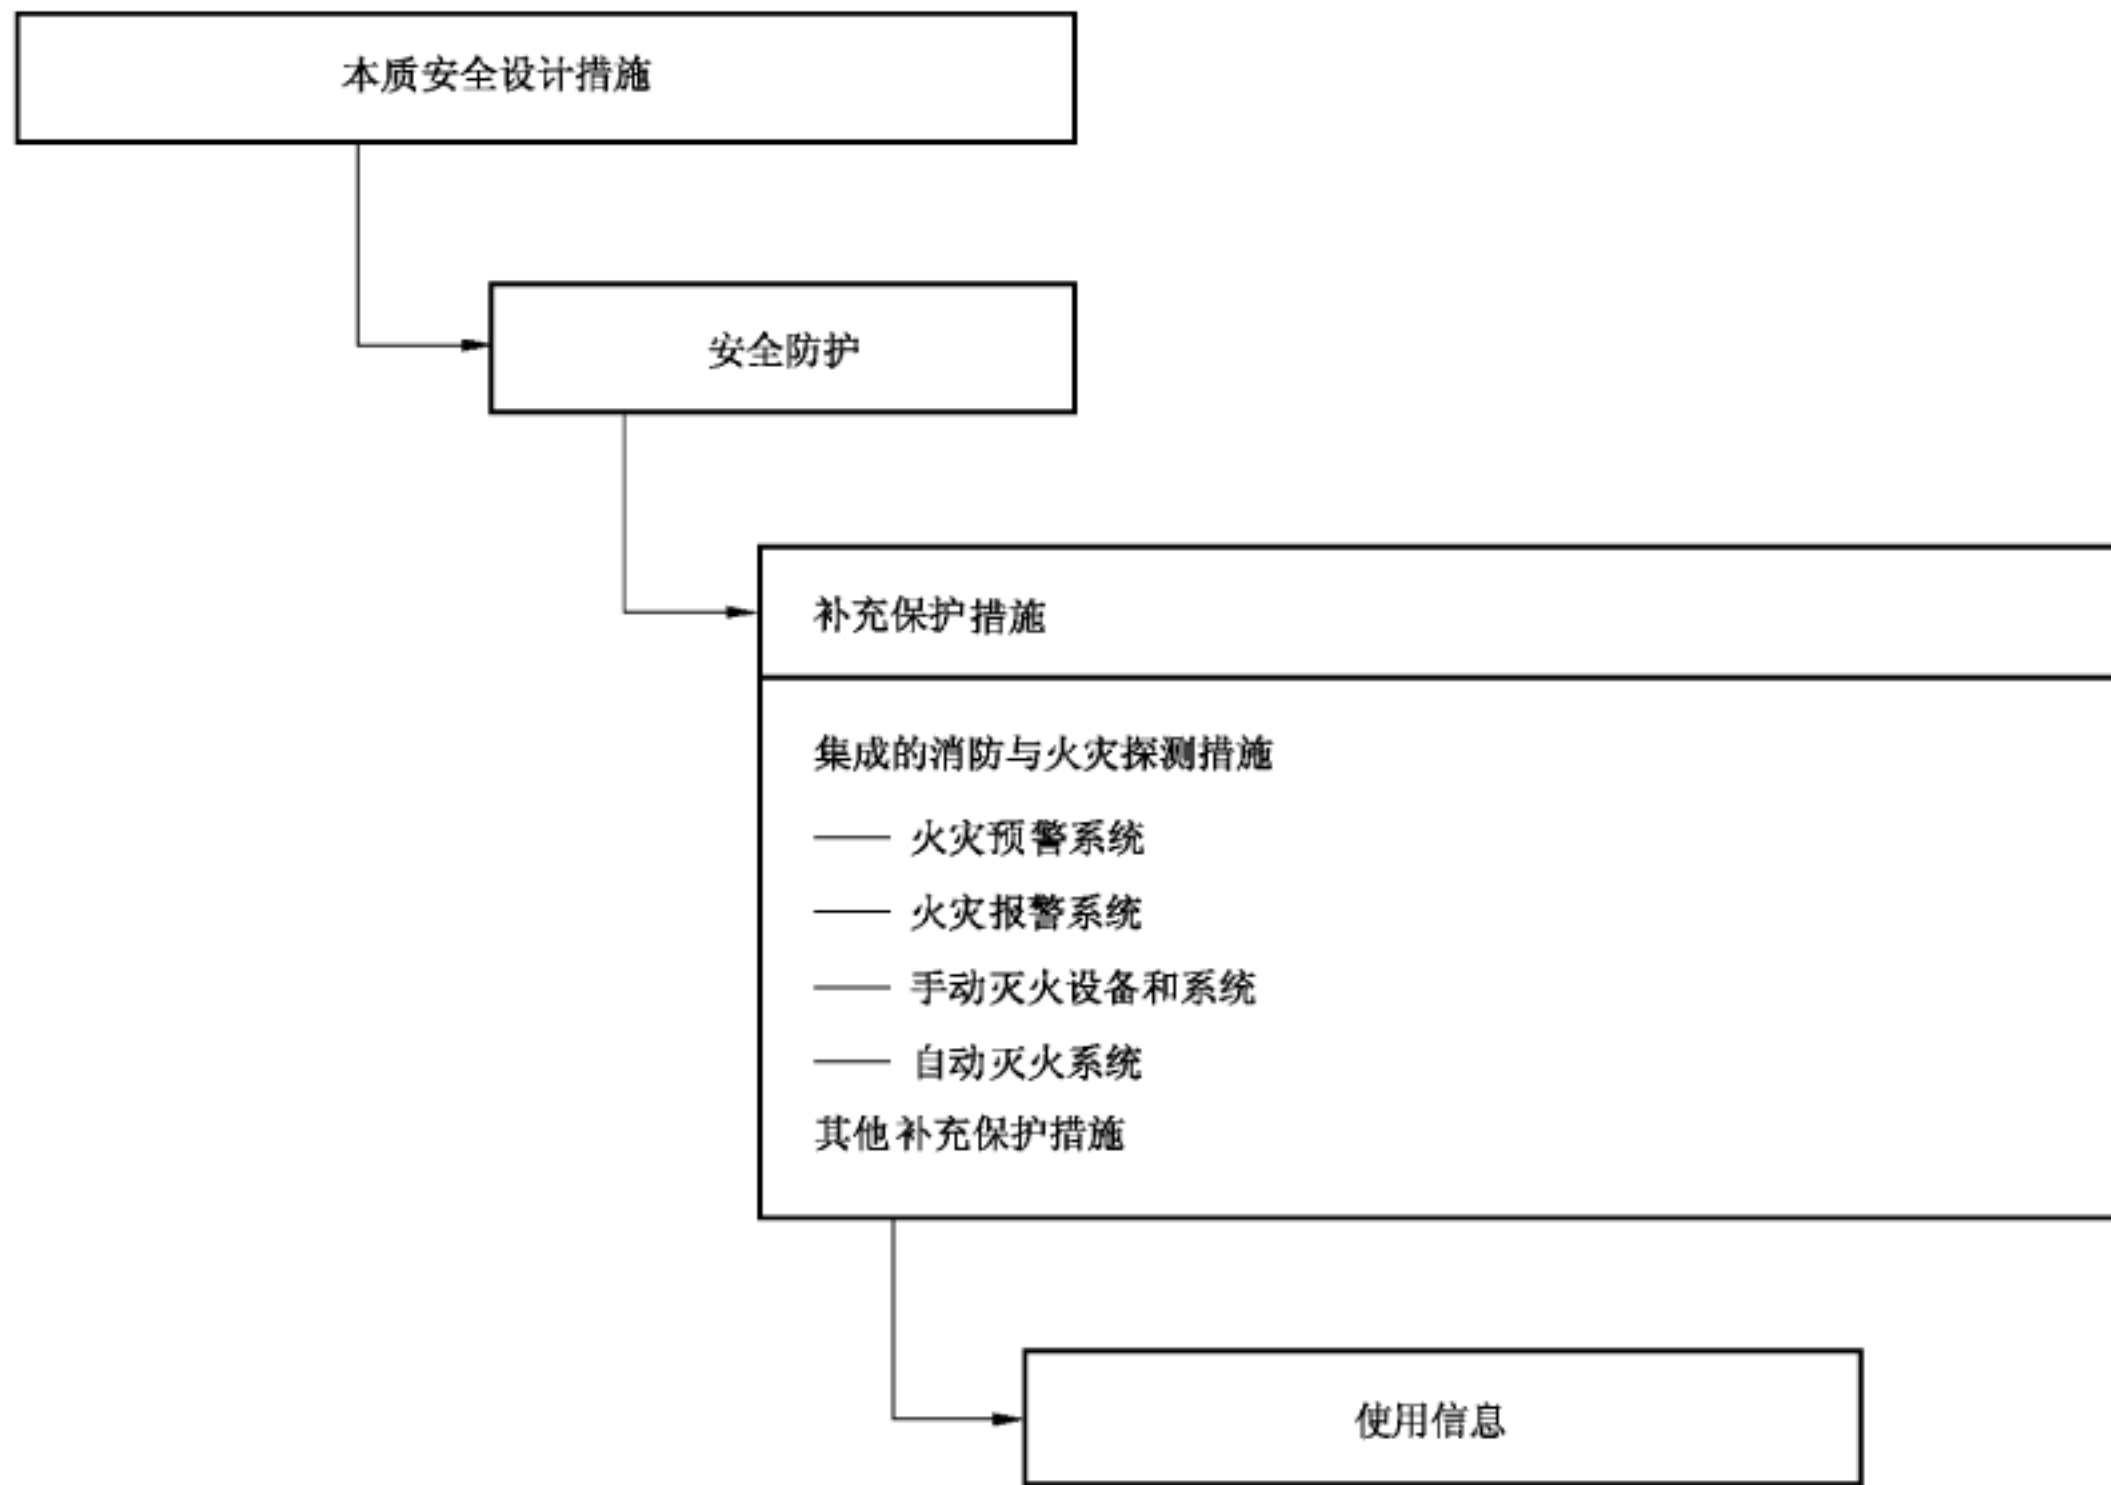 本质安全设计措施
安全防护
补充保护措施
集成的消防与火灾探测措施
—— 火灾预警系统
—— 火灾报警系统
—— 手动灭火设备和系统
—— 自动灭火系统
其他补充保护措施
使用信息